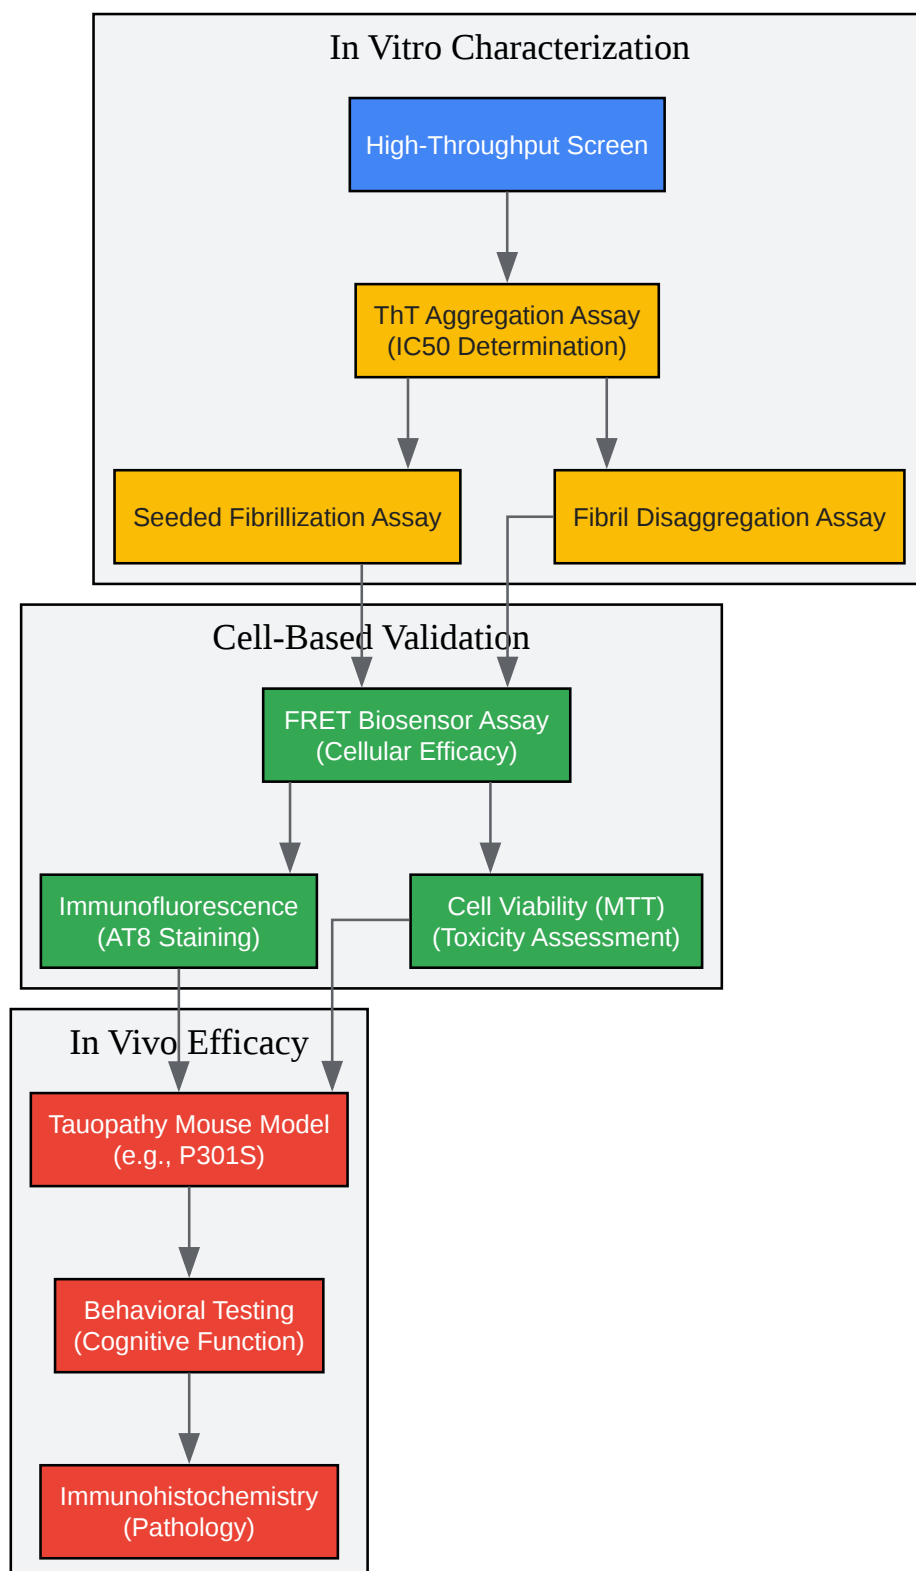 In Vitro Characterization
High-Throughput Screen
ThT Aggregation Assay
(IC50 Determination)
Seeded Fibrillization Assay
Fibril Disaggregation Assay
Cell-Based Validation
FRET Biosensor Assay
(Cellular Efficacy)
Immunofluorescence
(AT8 Staining)
Cell Viability (MTT)
(Toxicity Assessment)
In Vivo Efficacy
Tauopathy Mouse Model
(e.g., P301S)
Behavioral Testing
(Cognitive Function)
Immunohistochemistry
(Pathology)